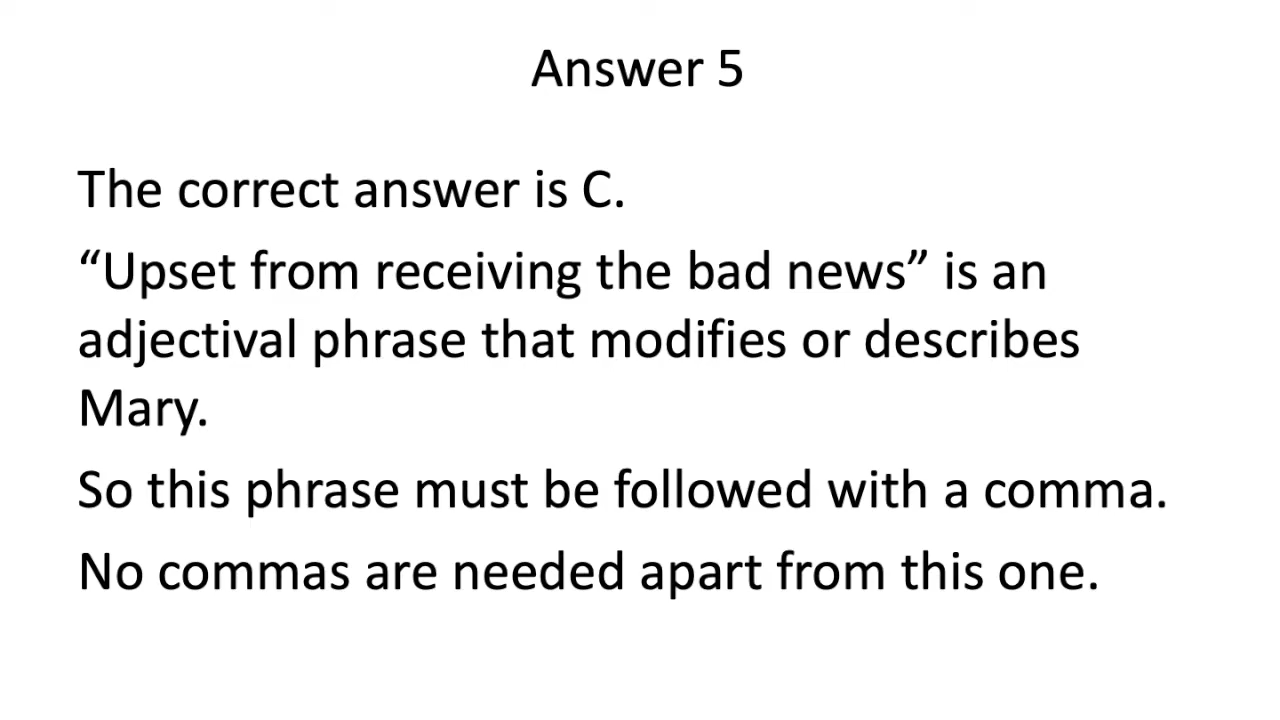 Answer 5
The correct answer is C.
“Upset from receiving the bad news” is an
adjectival phrase that modifies or describes
Mary.
So this phrase must be followed with a comma.
No commas are needed apart from this one.